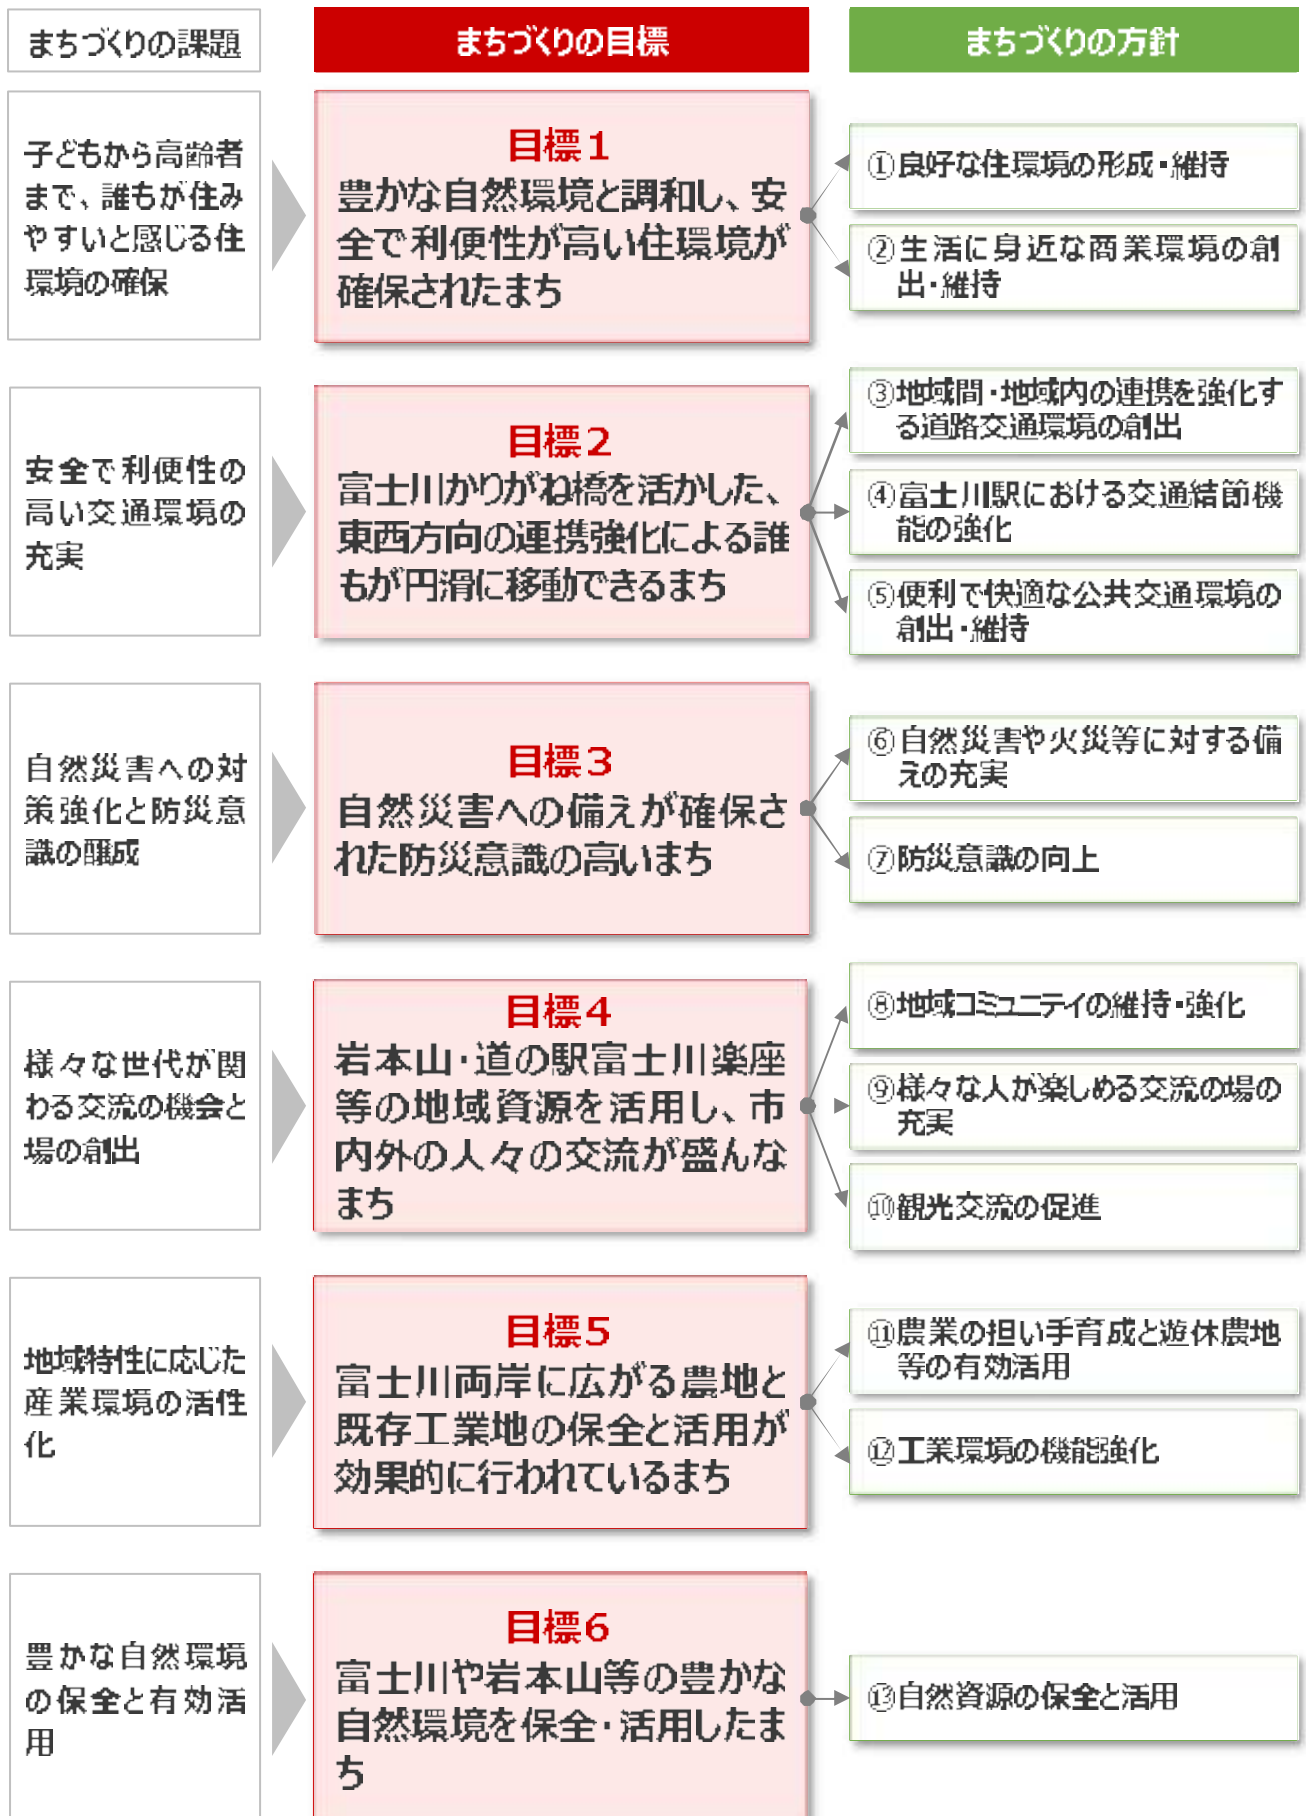 まちづくりの課題
まちづくりの目標
まちづくりの方針
子どもから高齢者
まで、誰もが住み
やすいと感じる住
環境の確保
目標1
豊かな自然環境と調和し、安
全で利便性が高い住環境が
確保されたまち
①良好な住環境の形成・維持
②生活に身近な商業環境の創
出・維持
安全で利便性の
高い交通環境の
充実
目標2
富士川かりがね橋を活かした、
東西方向の連携強化による誰
もが円滑に移動できるまち
③地域間・地域内の連携を強化す
る道路交通環境の創出
④富士川駅における交通結節機
能の強化
⑤便利で快適な公共交通環境の
創出・維持
自然災害への対
策強化と防災意
識の醸成
目標3
自然災害への備えが確保さ
れた防災意識の高いまち
⑥自然災害や火災等に対する備
えの充実
⑦防災意識の向上
様々な世代が関
わる交流の機会と
場の創出
目標4
岩本山・道の駅富士川楽座
等の地域資源を活用し、市
内外の人々の交流が盛んな
まち
⑧地域コミュニティの維持・強化
⑨様々な人が楽しめる交流の場の
充実
⑩観光交流の促進
地域特性に応じた
産業環境の活性
化
目標5
富士川両岸に広がる農地と
既存工業地の保全と活用が
効果的に行われているまち
⑪農業の担い手育成と遊休農地
等の有効活用
⑫工業環境の機能強化
豊かな自然環境
の保全と有効活
用
目標6
富士川や岩本山等の豊かな
自然環境を保全・活用したま
ち
⑬自然資源の保全と活用